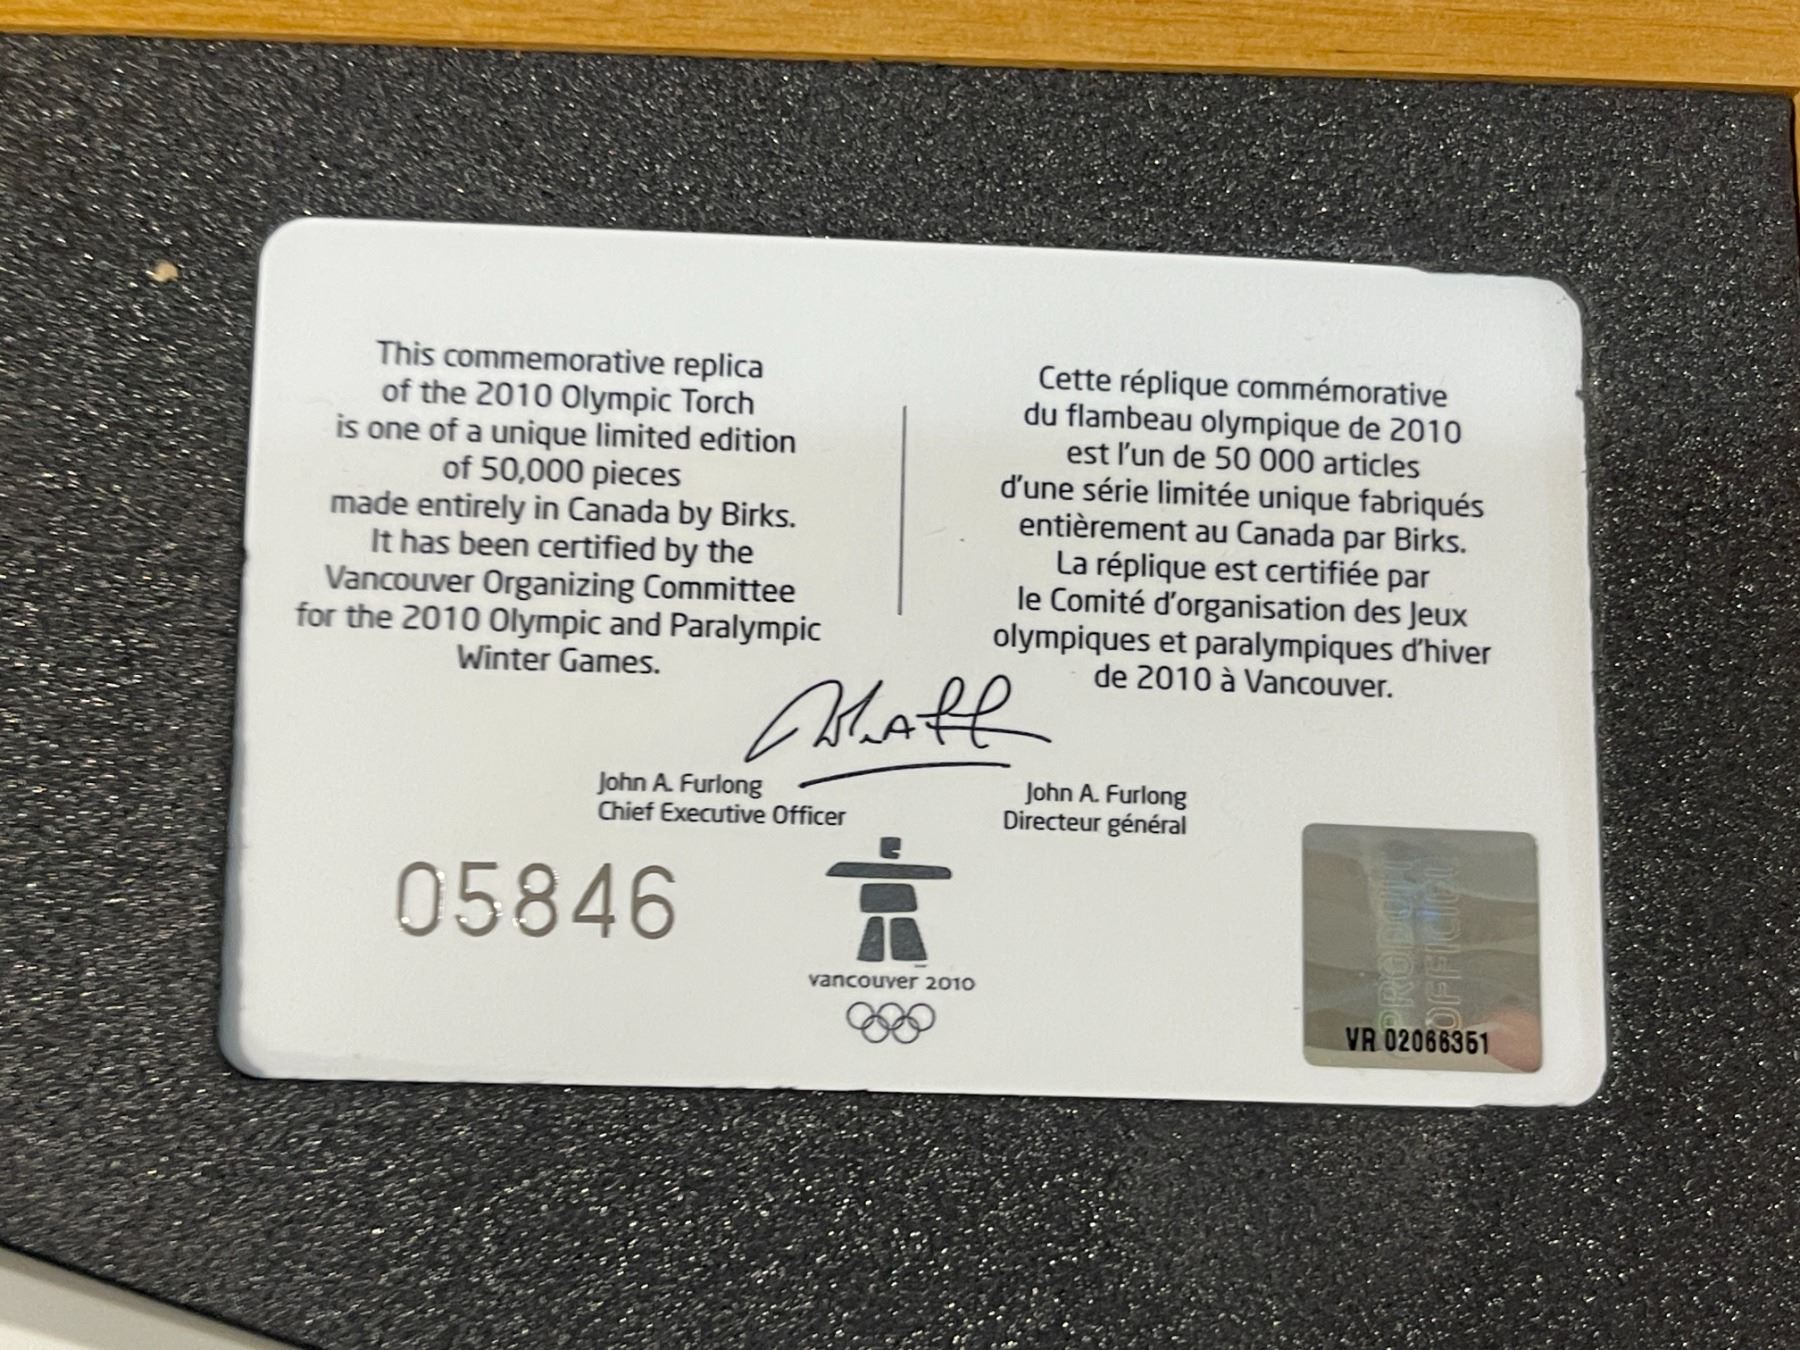 This commemorative replica
of the 2010 Olympic Torch
is one of a unique limited edition
of 50,000 pieces
made entirely in Canada by Birks.
It has been certified by the
Vancouver Organizing Committee
for the 2010 Olympic and Paralympic
Winter Games.
Cette réplique commémorative
du flambeau olympique de 2010
est l'un de 50 000 articles
d'une série limitée unique fabriqués
entièrement au Canada par Birks.
La réplique est certifiée par
le Comité d'organisation des Jeux
olympiques et paralympiques d'hiver
de 2010 à Vancouver.
John A. Furlong
Chief Executive Officer
John A. Furlong
Directeur général
05846
vancouver 2010
VR 02066351